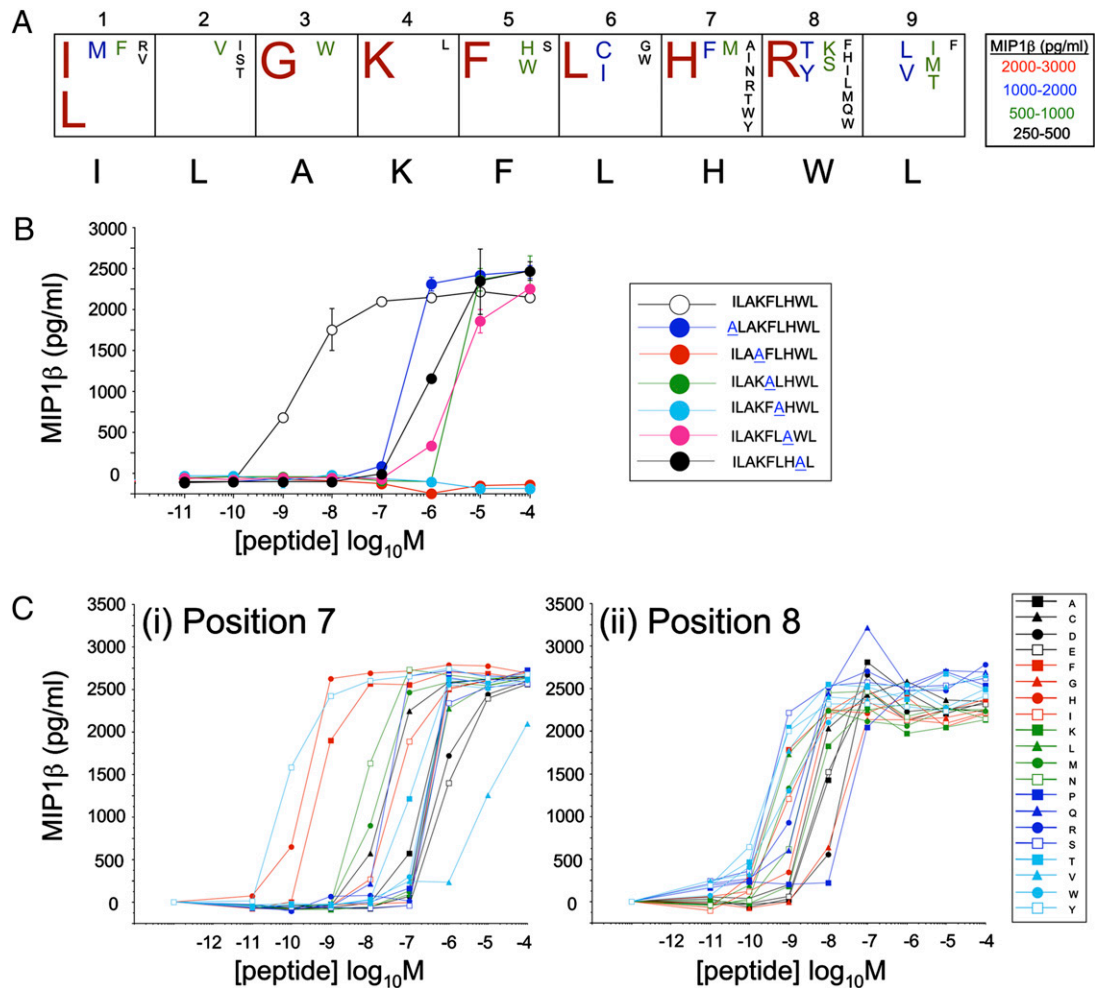 A
1 2 3 4 5 6 7 8 9
I M F R
V
L
V I
S
T
G W
K L
F H S
W
L C G
I W
H F M A
I
N
R
T
W
Y
R T K F
Y S H
I
L
M
Q
W
L I F
V M
T
MIP1β (pg/ml)
2000-3000
1000-2000
500-1000
250-500
I L A K F L H W L
B
MIP1β (pg/ml)
3000
2500
2000
1500
1000
500
0
-11 -10 -9 -8 -7 -6 -5 -4
[peptide] log10M
ILAKFLHWL
ALAKFLHWL
ILAAFLHWL
ILAKALHWL
ILAKFAHWL
ILAKFLAWL
ILAKFLHAL
C
(i) Position 7
MIP1β (pg/ml)
3500
3000
2500
2000
1500
1000
500
0
-12 -11 -10 -9 -8 -7 -6 -5 -4
[peptide] log10M
(ii) Position 8
3500
3000
2500
2000
1500
1000
500
0
-12 -11 -10 -9 -8 -7 -6 -5 -4
[peptide] log10M
A
C
D
E
F
G
H
I
K
L
M
N
P
Q
R
S
T
V
W
Y